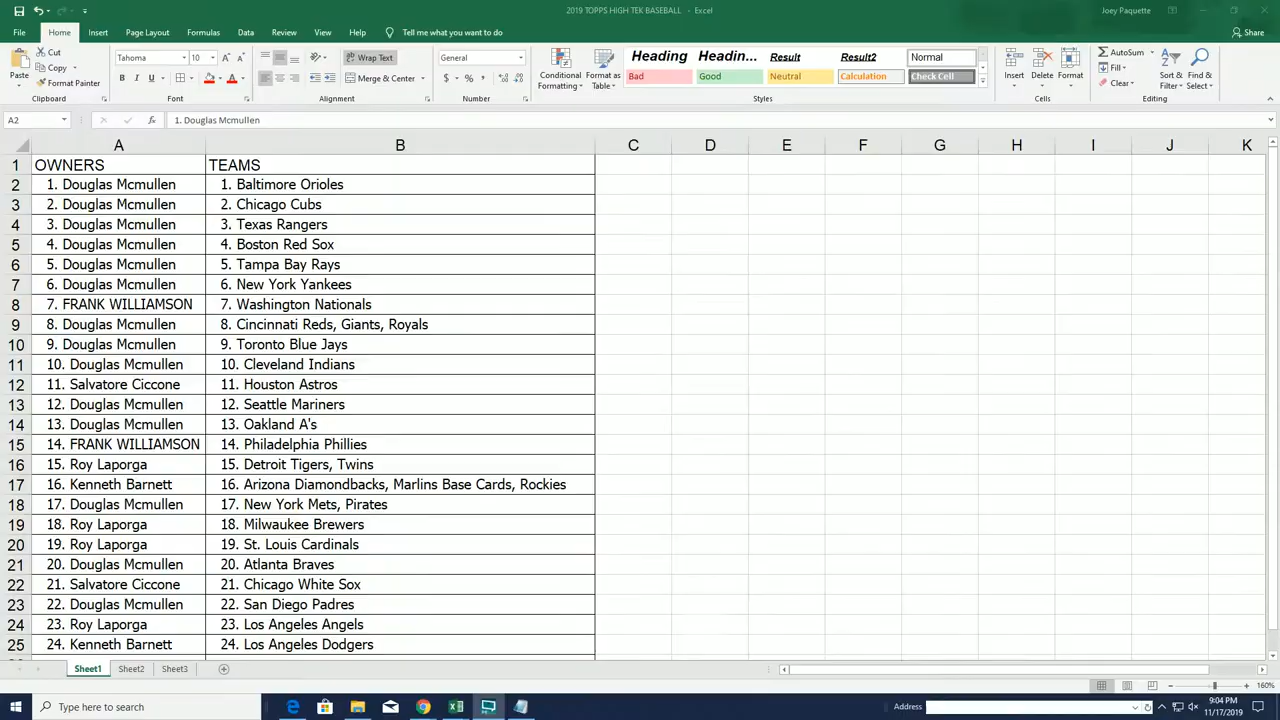 2019 TOPPS HIGH TEK BASEBALL - Excel
Joey Paquette
File Home Insert Page Layout Formulas Data Review View Help Tell me what you want to do
Share
Paste
Cut
Copy
Format Painter
Clipboard
Tahoma 10
B I U
Font
Wrap Text
Merge & Center
Alignment
General
$ % ,
Number
Conditional Formatting
Format as Table
Heading Headin... Result Result2 Normal
Bad Good Neutral Calculation Check Cell
Styles
Insert Delete Format
Cells
AutoSum
Fill
Clear
Sort & Filter
Find & Select
Editing
A2 fx 1. Douglas Mcmullen
A B C D E F G H I J K
1 OWNERS TEAMS
2 1. Douglas Mcmullen 1. Baltimore Orioles
3 2. Douglas Mcmullen 2. Chicago Cubs
4 3. Douglas Mcmullen 3. Texas Rangers
5 4. Douglas Mcmullen 4. Boston Red Sox
6 5. Douglas Mcmullen 5. Tampa Bay Rays
7 6. Douglas Mcmullen 6. New York Yankees
8 7. FRANK WILLIAMSON 7. Washington Nationals
9 8. Douglas Mcmullen 8. Cincinnati Reds, Giants, Royals
10 9. Douglas Mcmullen 9. Toronto Blue Jays
11 10. Douglas Mcmullen 10. Cleveland Indians
12 11. Salvatore Ciccone 11. Houston Astros
13 12. Douglas Mcmullen 12. Seattle Mariners
14 13. Douglas Mcmullen 13. Oakland A's
15 14. FRANK WILLIAMSON 14. Philadelphia Phillies
16 15. Roy Laporga 15. Detroit Tigers, Twins
17 16. Kenneth Barnett 16. Arizona Diamondbacks, Marlins Base Cards, Rockies
18 17. Douglas Mcmullen 17. New York Mets, Pirates
19 18. Roy Laporga 18. Milwaukee Brewers
20 19. Roy Laporga 19. St. Louis Cardinals
21 20. Douglas Mcmullen 20. Atlanta Braves
22 21. Salvatore Ciccone 21. Chicago White Sox
23 22. Douglas Mcmullen 22. San Diego Padres
24 23. Roy Laporga 23. Los Angeles Angels
25 24. Kenneth Barnett 24. Los Angeles Dodgers
Sheet1 Sheet2 Sheet3
160%
Type here to search
Address
9:04 PM
11/17/2019